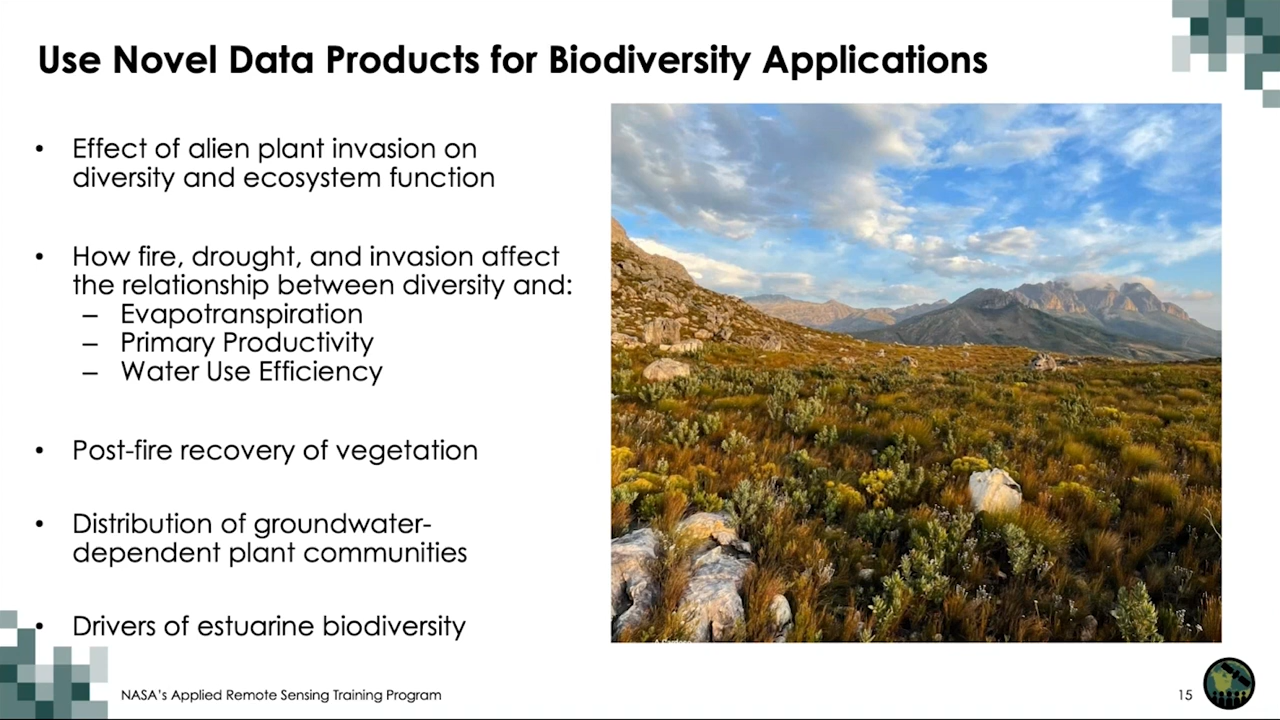 Use Novel Data Products for Biodiversity Applications
• Effect of alien plant invasion on
diversity and ecosystem function
• How fire, drought, and invasion affect
the relationship between diversity and:
– Evapotranspiration
– Primary Productivity
– Water Use Efficiency
• Post-fire recovery of vegetation
• Distribution of groundwater-
dependent plant communities
• Drivers of estuarine biodiversity
NASA's Applied Remote Sensing Training Program
15